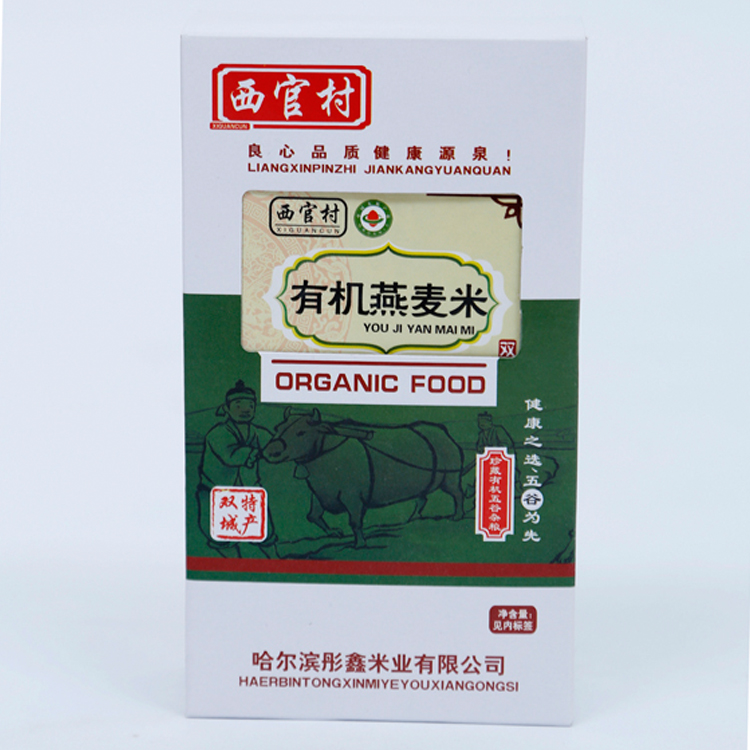 西官村
XIGUANCUN
良心品质健康源泉!
LIANGXINPINZHI JIANKANGYUANQUAN
西官村
XIGUANCUN
有机燕麦米
YOU JI YAN MAI MI
双
ORGANIC FOOD
健康之选、五谷为先
珍藏有机五谷杂粮
特产
双城
净含量:
见内标签
哈尔滨彤鑫米业有限公司
HAERBINTONGXINMIYEYOUXIANGONGSI